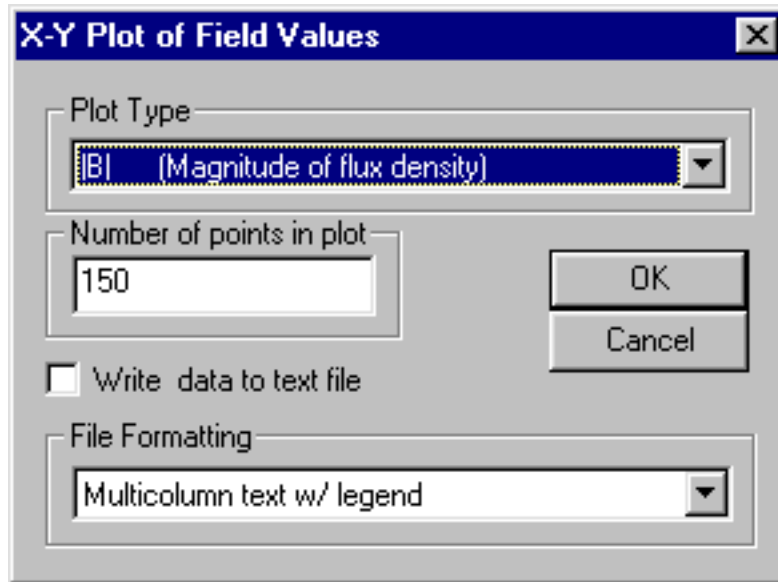 X-Y Plot of Field Values
Plot Type
|B| (Magnitude of flux density)
Number of points in plot
150
OK
Cancel
Write data to text file
File Formatting
Multicolumn text w/ legend